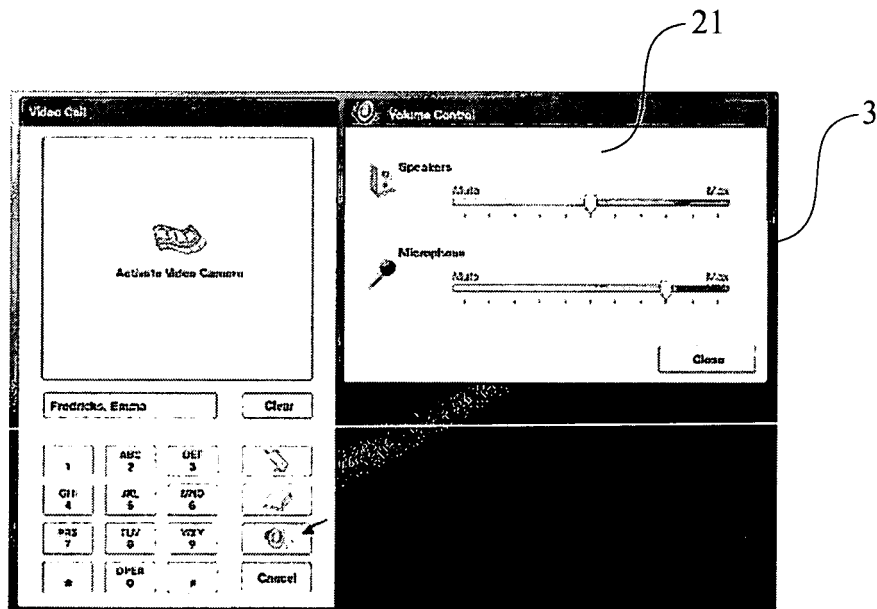 21
3
Video Call
Volume Control
Speakers
Mute Max
Microphone
Mute Max
Activate Video Camera
Close
Fredricks, Emma Clear
1 ABC 2 DEF 3
GHI 4 JKL 5 MNO 6
PRS 7 TUV 8 WXY 9
* OPER 0 # Cancel